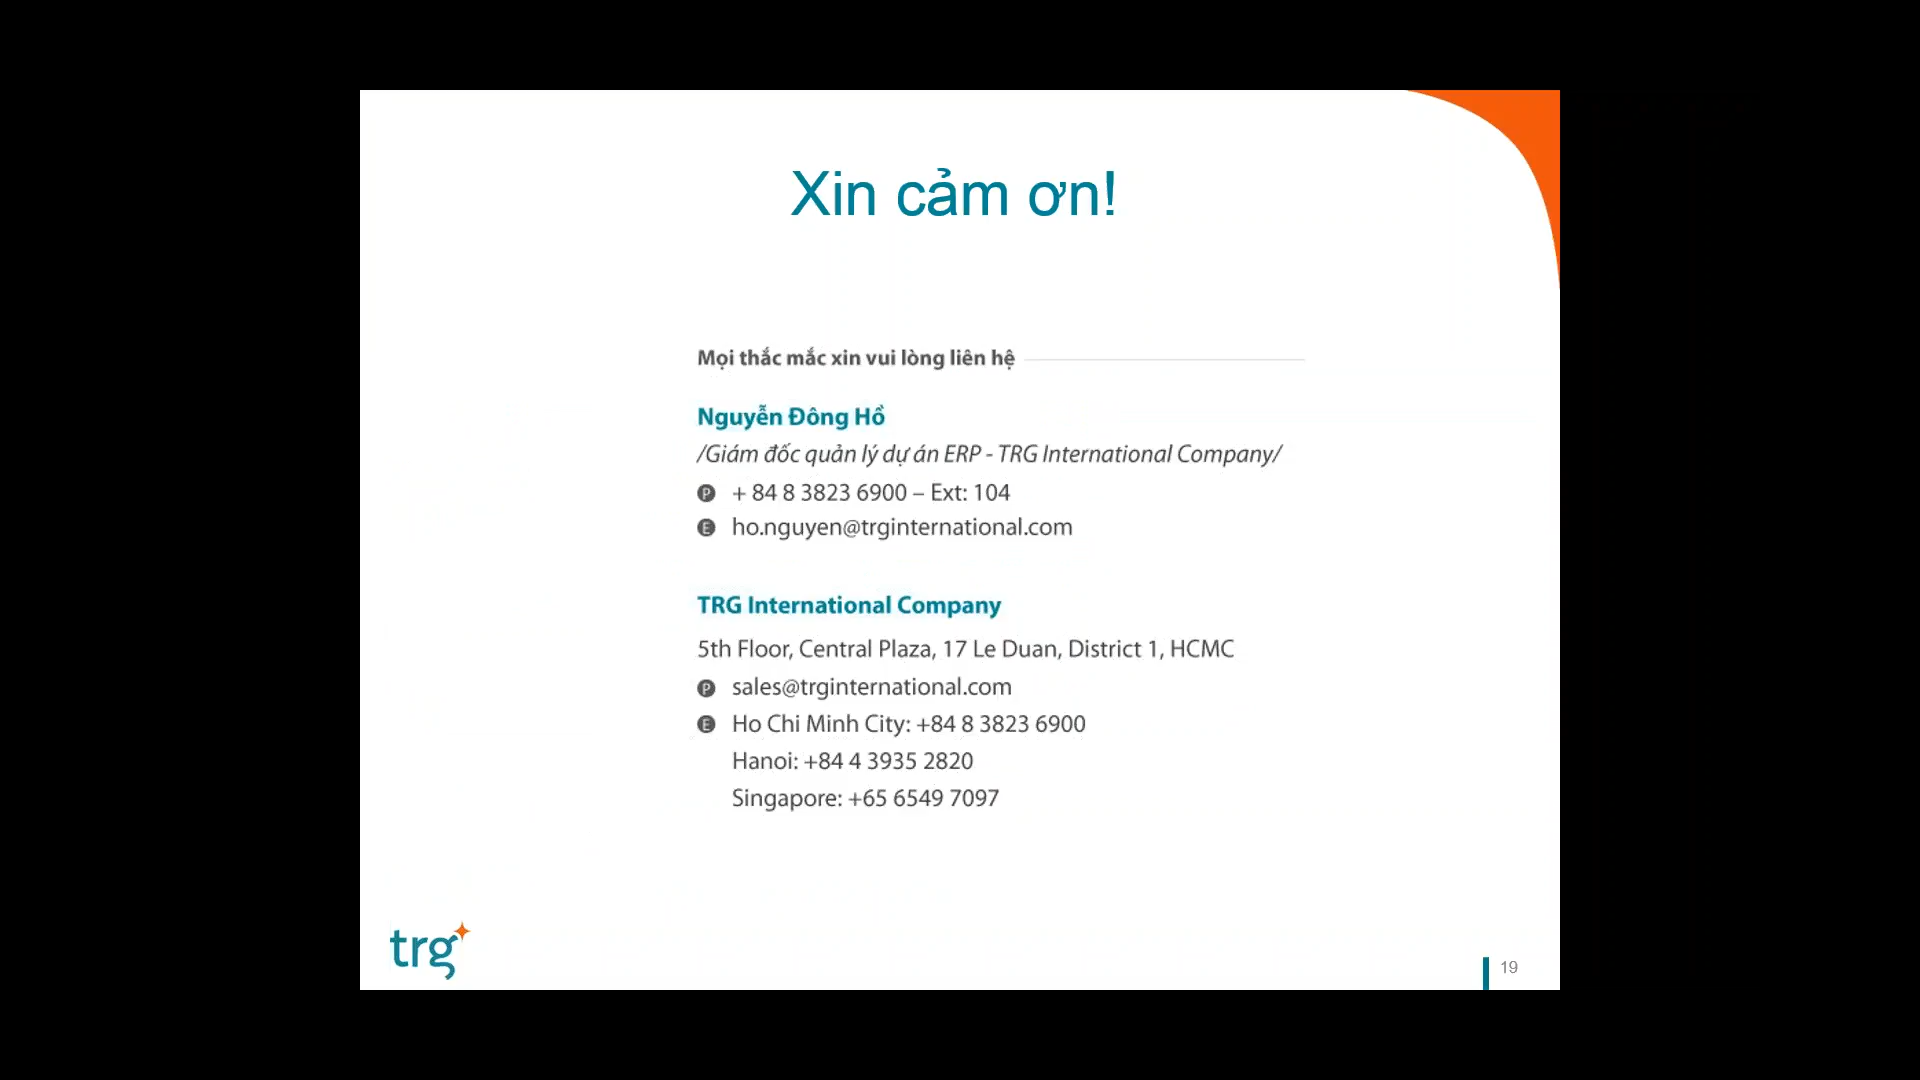 Xin cảm ơn!
Mọi thắc mắc xin vui lòng liên hệ
Nguyễn Đông Hồ
/Giám đốc quản lý dự án ERP - TRG International Company/
P + 84 8 3823 6900 – Ext: 104
E ho.nguyen@trginternational.com
TRG International Company
5th Floor, Central Plaza, 17 Le Duan, District 1, HCMC
P sales@trginternational.com
E Ho Chi Minh City: +84 8 3823 6900
Hanoi: +84 4 3935 2820
Singapore: +65 6549 7097
trg
19